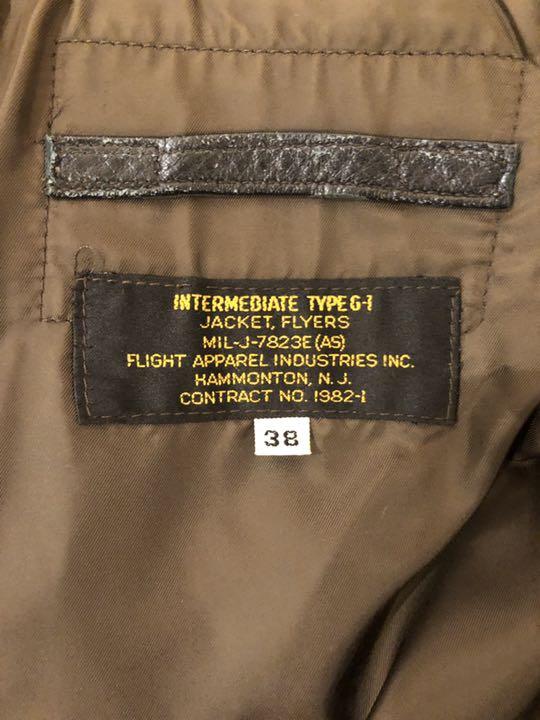 INTERMEDIATE TYPE G-1
JACKET, FLYERS
MIL-J-7823E (AS)
FLIGHT APPAREL INDUSTRIES INC.
HAMMONTON, N. J.
CONTRACT NO. 1982-1
38